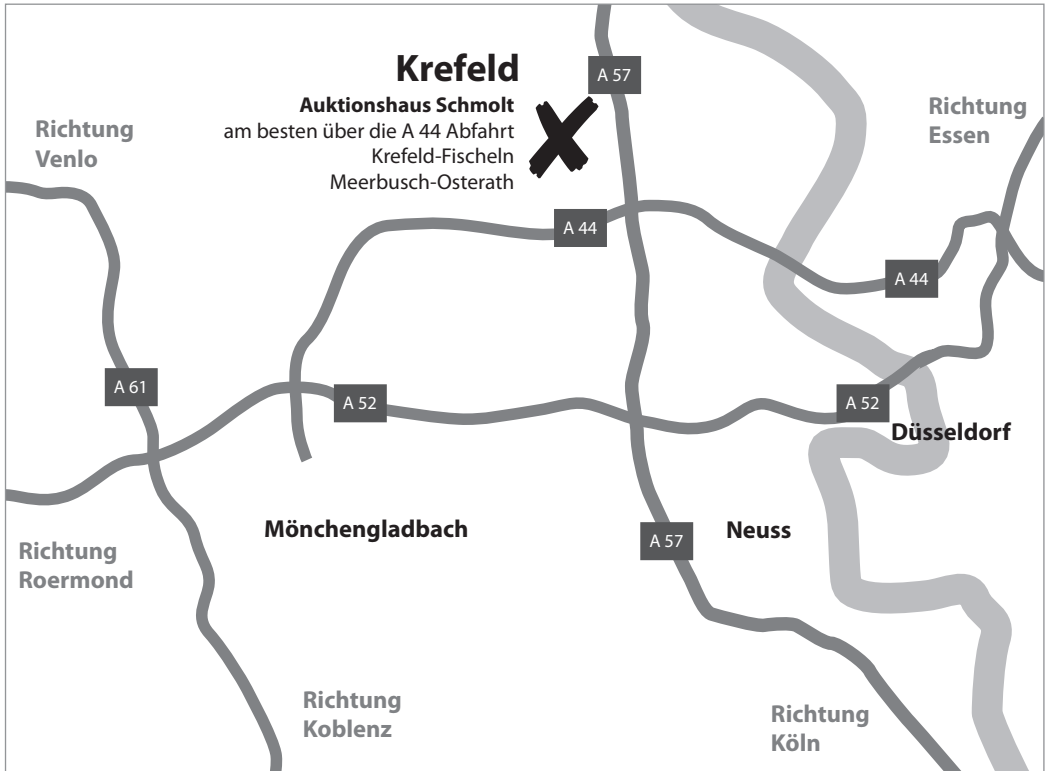 Krefeld
A 57
Auktionshaus Schmolt
am besten über die A 44 Abfahrt
Krefeld-Fischeln
Meerbusch-Osterath
Richtung
Venlo
Richtung
Essen
A 44
A 44
A 61
A 52
A 52
Düsseldorf
Mönchengladbach
Neuss
A 57
Richtung
Roermond
Richtung
Koblenz
Richtung
Köln